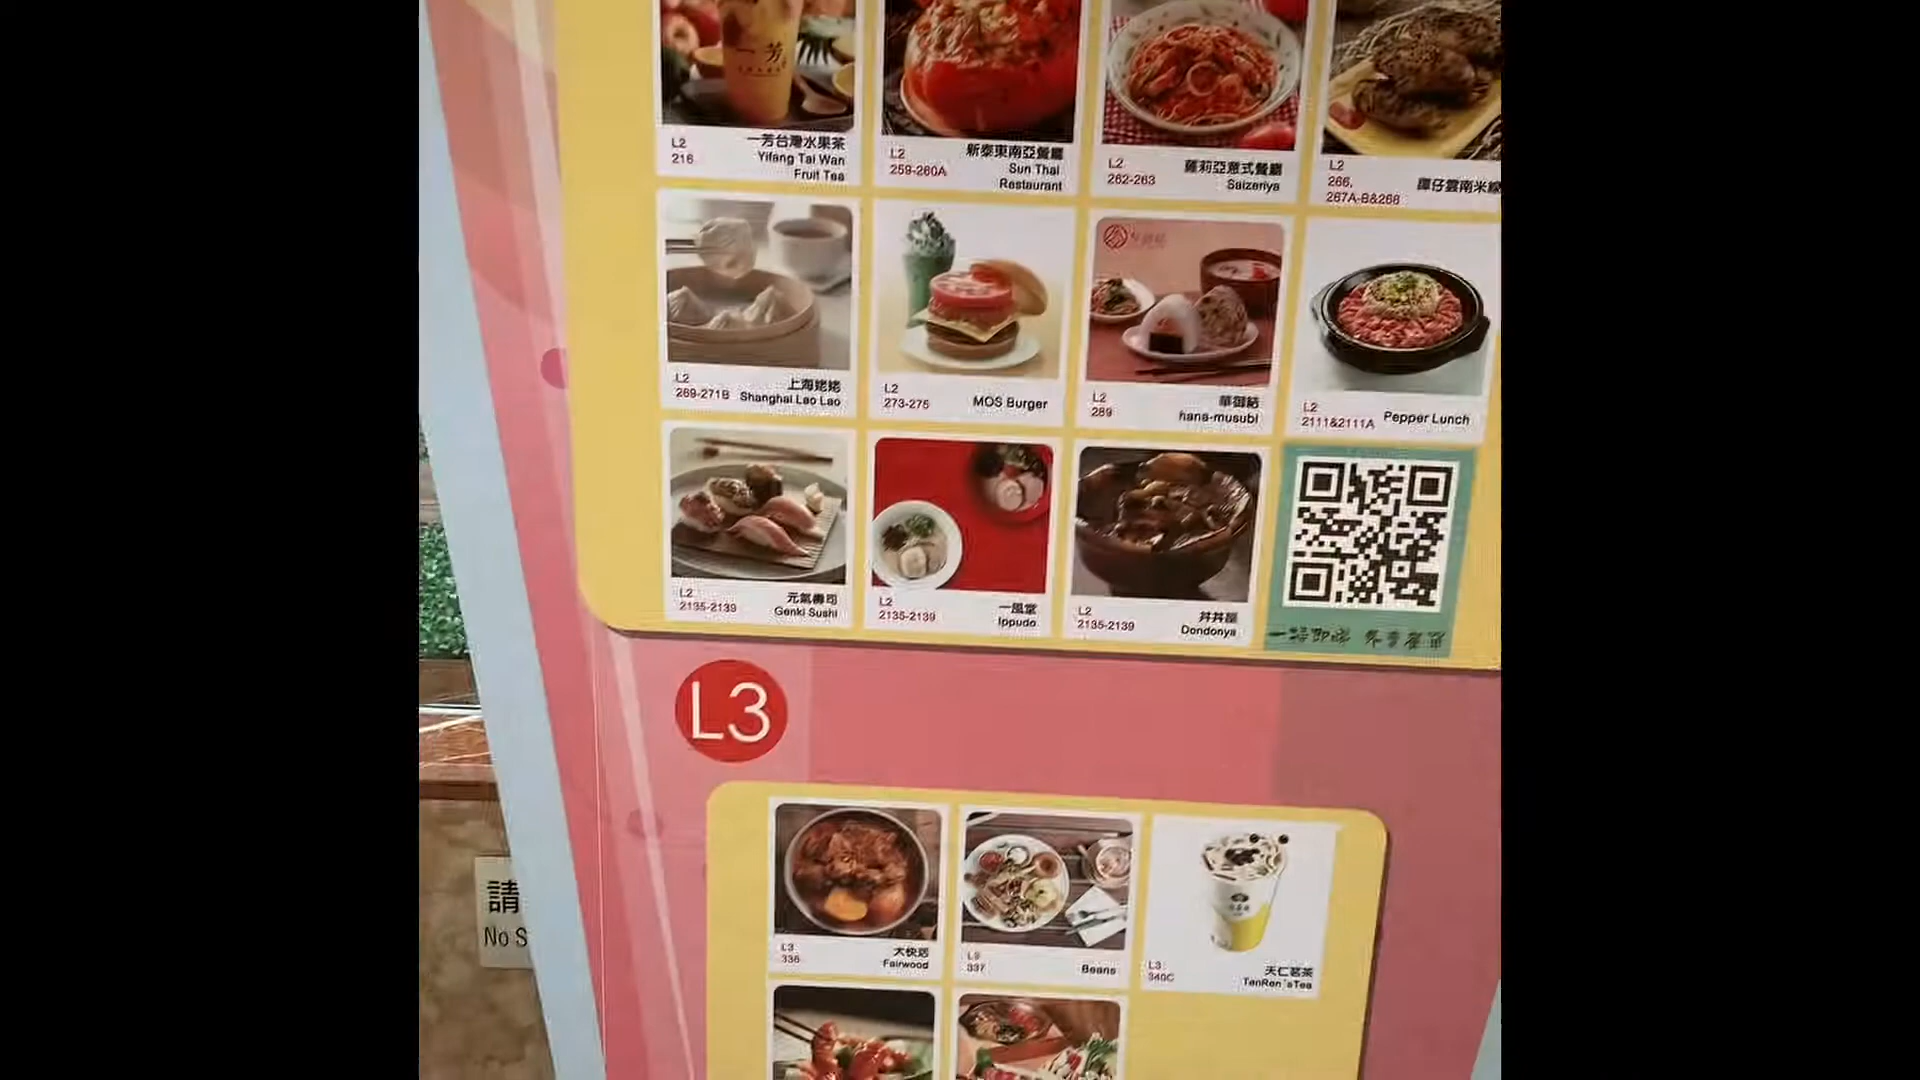 一芳
L2
216
一芳台灣水果茶
Yifang Tai Wan
Fruit Tea
L2
259-260A
新泰東南亞餐廳
Sun Thai
Restaurant
L2
262-263
薩莉亞意式餐廳
Saizeriya
L2
266,
267A-B&268
譚仔雲南米線
L2
269-271B
上海姥姥
Shanghai Lao Lao
L2
273-275
MOS Burger
華御結
L2
289
華御結
hana-musubi
L2
2111&2111A
Pepper Lunch
L2
2135-2139
元氣壽司
Genki Sushi
L2
2135-2139
一風堂
Ippudo
L2
2135-2139
丼丼屋
Dondonya
L3
L3
336
大快活
Fairwood
L3
337
Beans
L3
340C
天仁茗茶
TenRen'sTea
請
No S